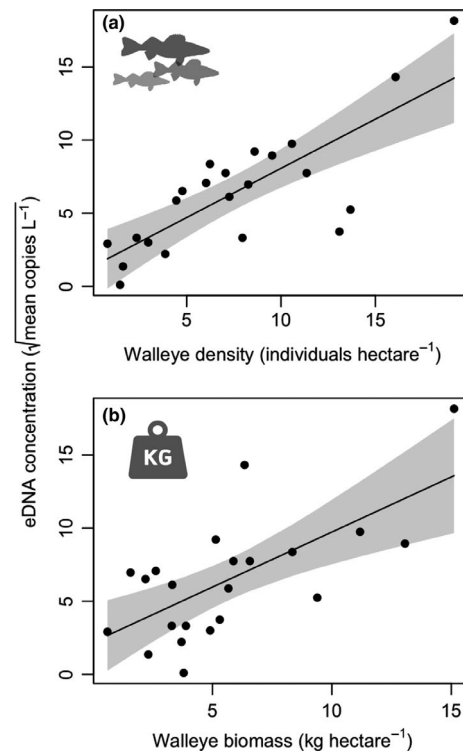 (a)
15
10
5
0
5
10
15
Walleye density (individuals hectare⁻¹)
eDNA concentration (√mean copies L⁻¹)
(b)
KG
15
10
5
0
5
10
15
Walleye biomass (kg hectare⁻¹)